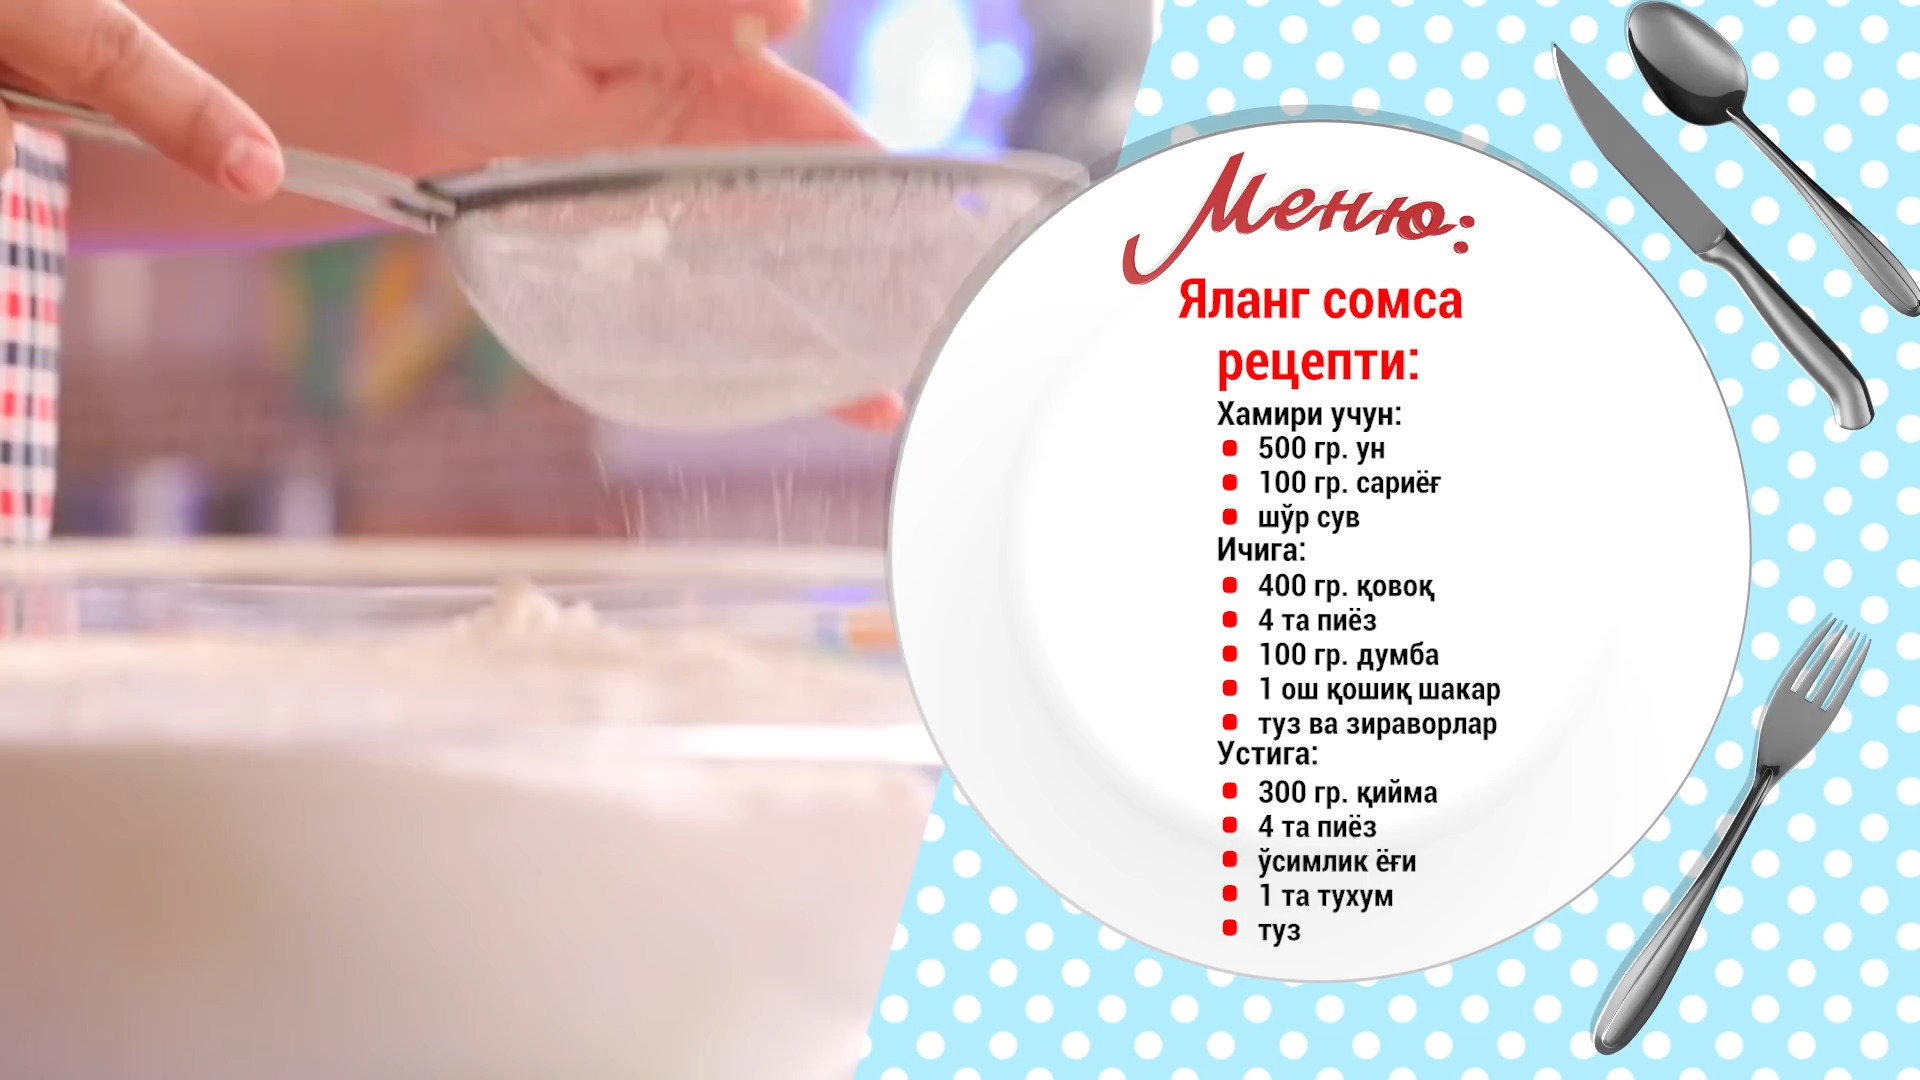 Меню:
Яланг сомса
рецепти:
Хамири учун:
500 гр. ун
100 гр. сариёғ
шўр сув
Ичига:
400 гр. қовоқ
4 та пиёз
100 гр. думба
1 ош қошиқ шакар
туз ва зираворлар
Устига:
300 гр. қийма
4 та пиёз
ўсимлик ёғи
1 та тухум
туз